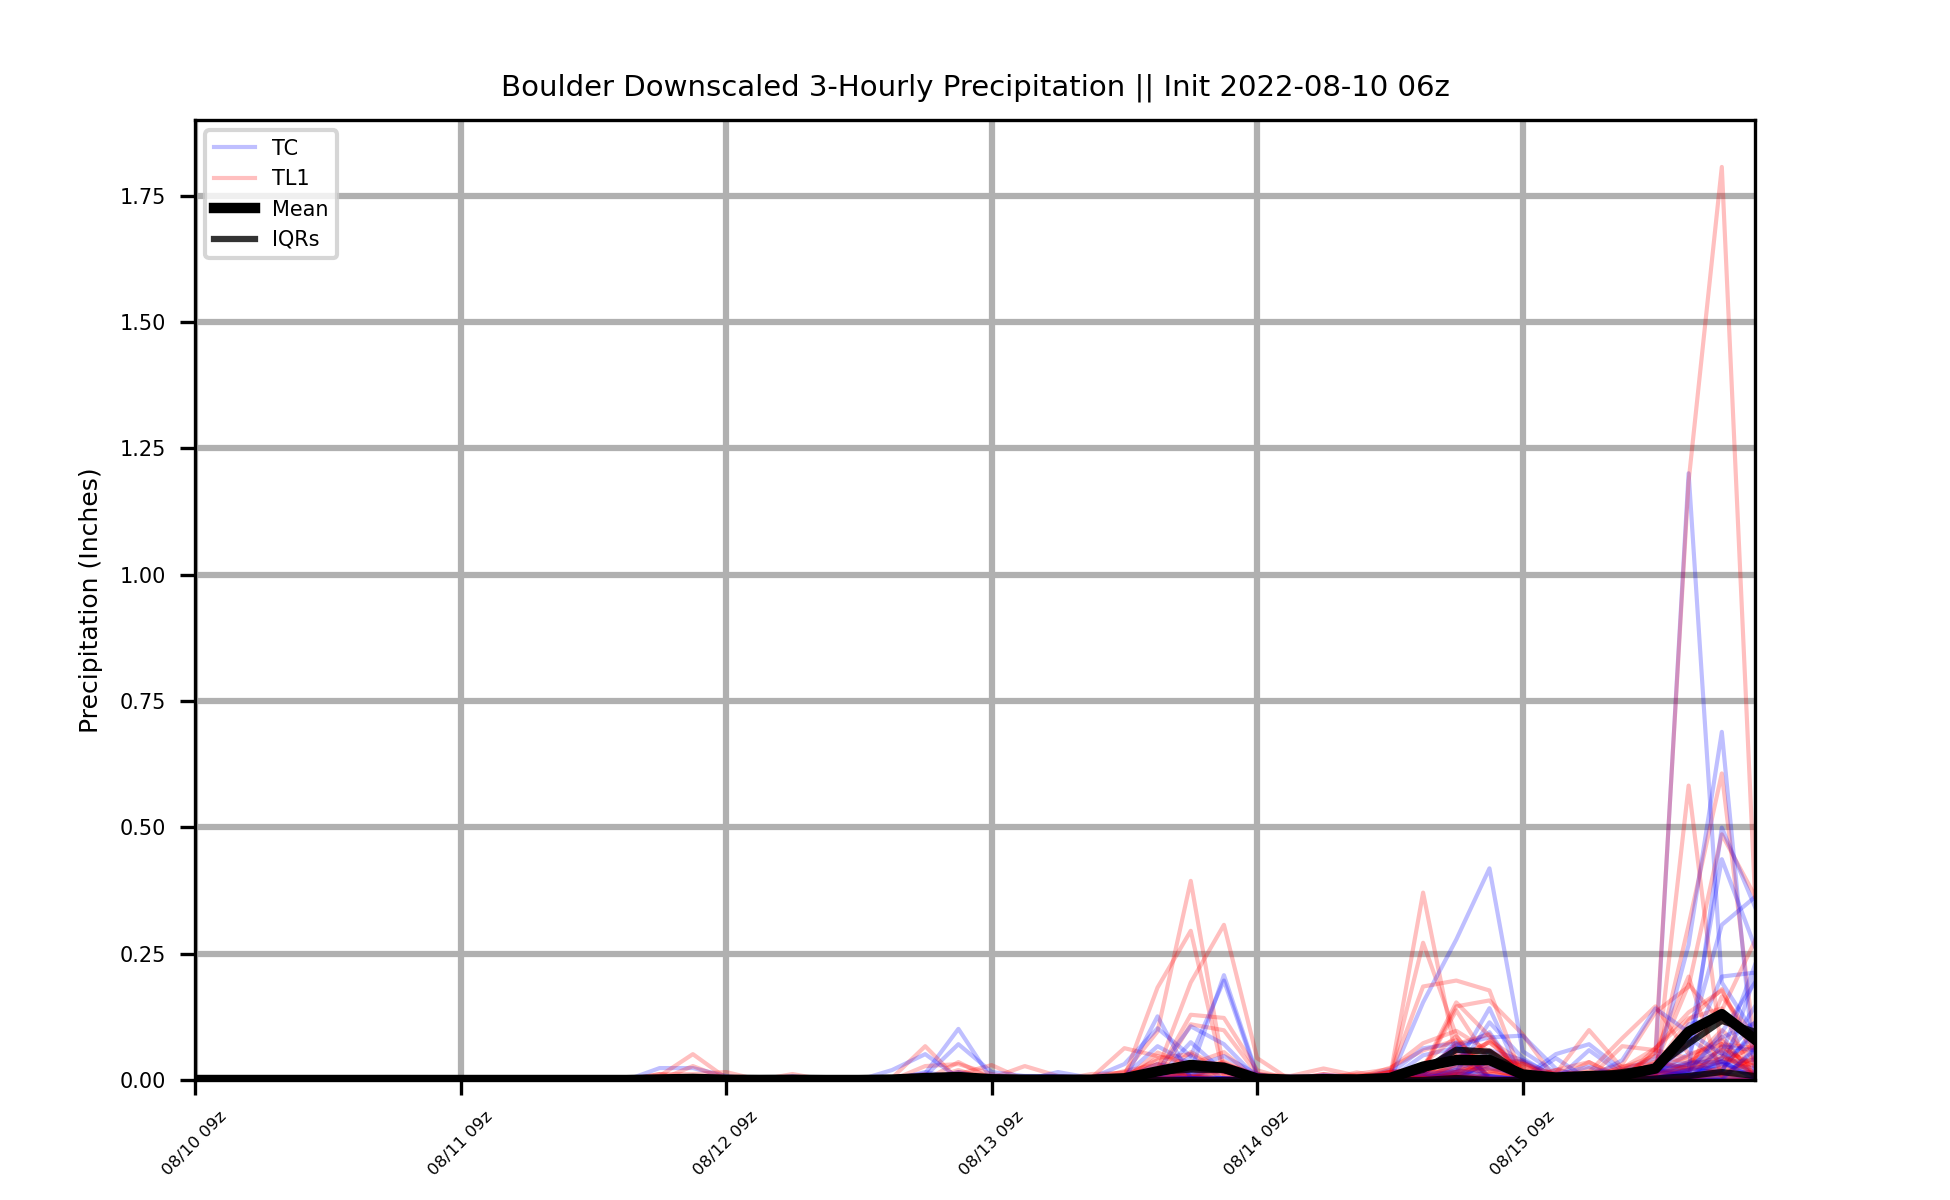 Boulder Downscaled 3-Hourly Precipitation || Init 2022-08-10 06z
TC
TL1
Mean
IQRs
1.75
1.50
1.25
1.00
0.75
0.50
0.25
0.00
Precipitation (Inches)
08/10 09z
08/11 09z
08/12 09z
08/13 09z
08/14 09z
08/15 09z